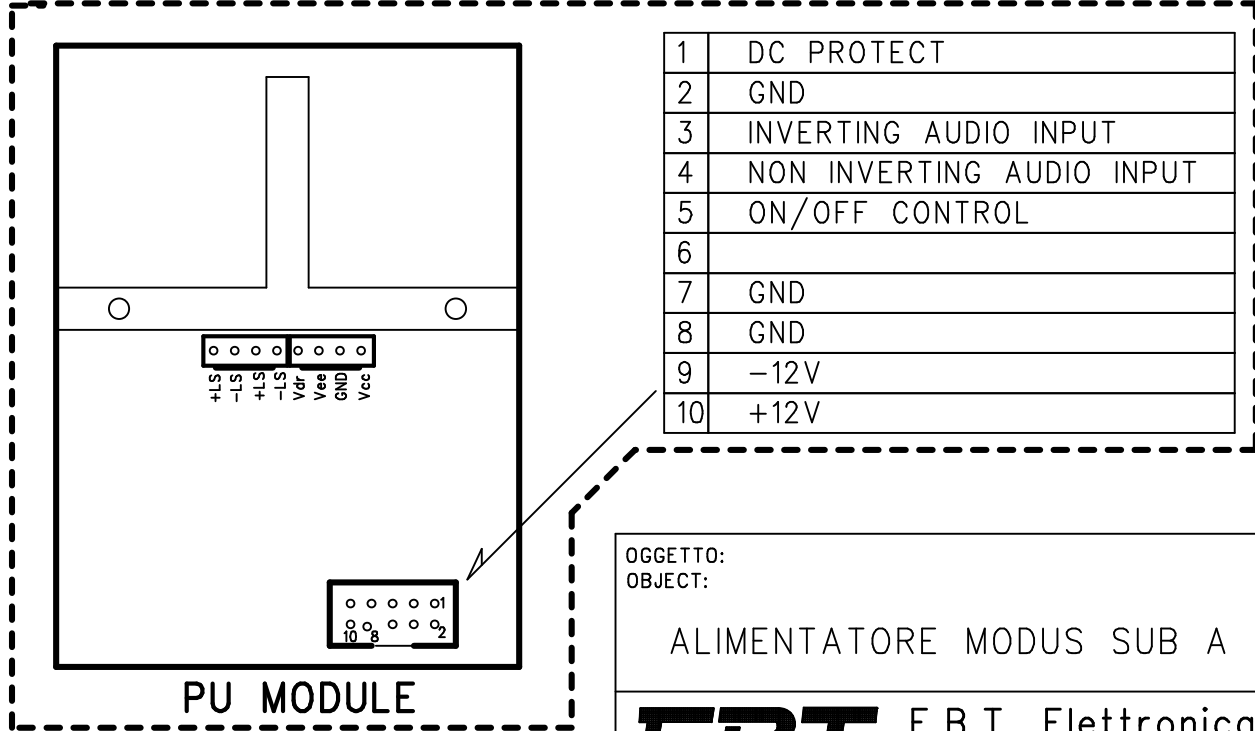 1 DC PROTECT
2 GND
3 INVERTING AUDIO INPUT
4 NON INVERTING AUDIO INPUT
5 ON/OFF CONTROL
6
7 GND
8 GND
9 -12V
10 +12V
+LS -LS +LS -LS Vdr Vee GND Vcc
1
10 8 2
PU MODULE
OGGETTO:
OBJECT:
ALIMENTATORE MODUS SUB A
FBT F.B.T. Elettronica